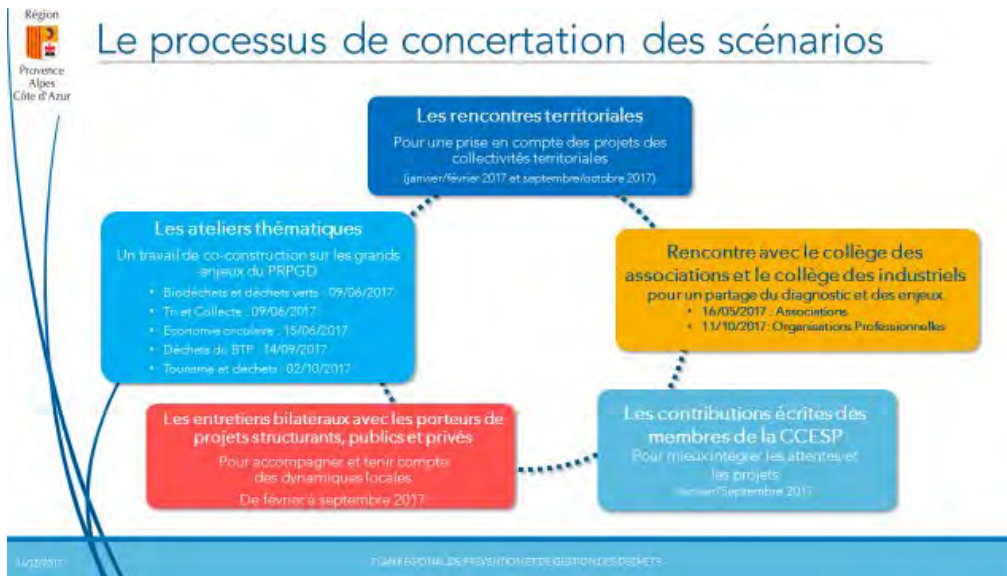 Région
Provence
Alpes
Côte d'Azur
Le processus de concertation des scénarios
Les rencontres territoriales
Pour une prise en compte des projets des
collectivités territoriales
(janvier/février 2017 et septembre/octobre 2017)
Les ateliers thématiques
Un travail de co-construction sur les grands
enjeux du PRPGD
• Biodéchets et déchets verts : 09/06/2017
• Tri et Collecte : 09/06/2017
• Economie circulaire : 15/06/2017
• Déchets du BTP : 14/09/2017
• Tourisme et déchets : 02/10/2017
Rencontre avec le collège des
associations et le collège des industriels
pour un partage du diagnostic et des enjeux
• 16/05/2017 : Associations
• 11/10/2017: Organisations Professionnelles
Les entretiens bilatéraux avec les porteurs de
projets structurants, publics et privés
Pour accompagner et tenir compte
des dynamiques locales
De février à septembre 2017
Les contributions écrites des
membres de la CCESP
Pour mieux intégrer les attentes et
les projets
Septembre 2017
PLAN REGIONAL DE PREVENTION ET DE GESTION DES DECHETS